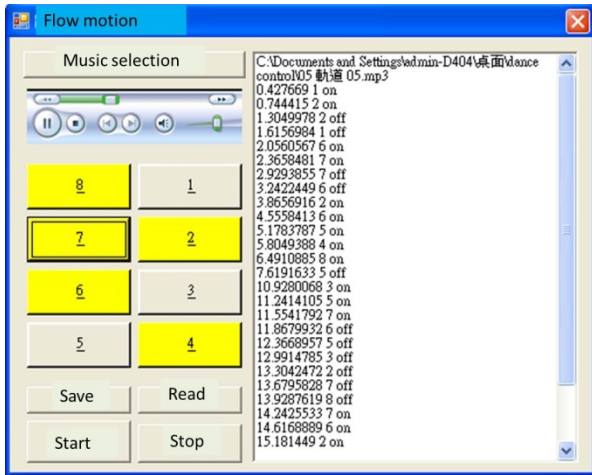 Flow motion
Music selection
8
1
7
2
6
3
5
4
Save
Read
Start
Stop
C:\Documents and Settings\admin-D404\桌面\dance
control\05 軌道 05.mp3
0.427669 1 on
0.744415 2 on
1.3049978 2 off
1.6156984 1 off
2.0560567 6 on
2.3658481 7 on
2.9293855 7 off
3.2422449 6 off
3.8656916 2 on
4.5558413 6 on
5.1783787 5 on
5.8049388 4 on
6.4910885 8 on
7.6191633 5 off
10.9280068 3 on
11.2414105 5 on
11.5541792 7 on
11.8679932 6 off
12.3668957 5 off
12.9914785 3 off
13.3042472 2 off
13.6795828 7 off
13.9287619 8 off
14.2425533 7 on
14.6168889 6 on
15.181449 2 on